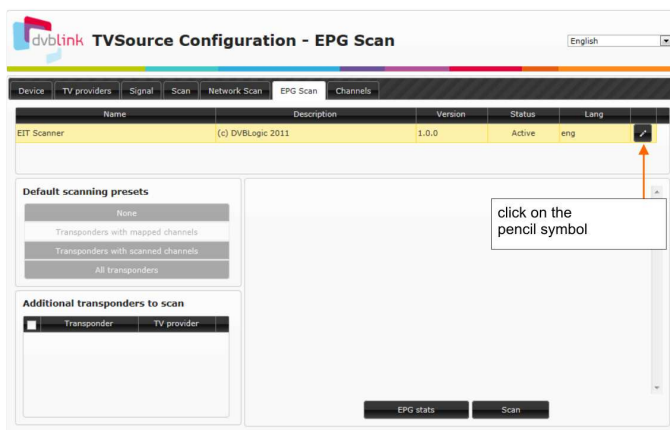 dvblink TVSource Configuration - EPG Scan
English
Device TV providers Signal Scan Network Scan EPG Scan Channels
Name Description Version Status Lang
EIT Scanner (c) DVBLogic 2011 1.0.0 Active eng
click on the
pencil symbol
Default scanning presets
None
Transponders with mapped channels
Transponders with scanned channels
All transponders
Additional transponders to scan
Transponder TV provider
EPG stats Scan